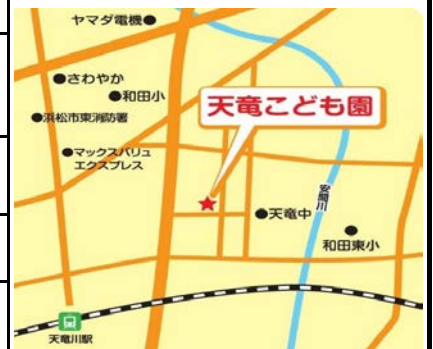 ヤマダ電機
さわやか
和田小
天竜こども園
浜松市東消防署
マックスバリュ
エクスプレス
安間川
天竜中
和田東小
天竜川駅